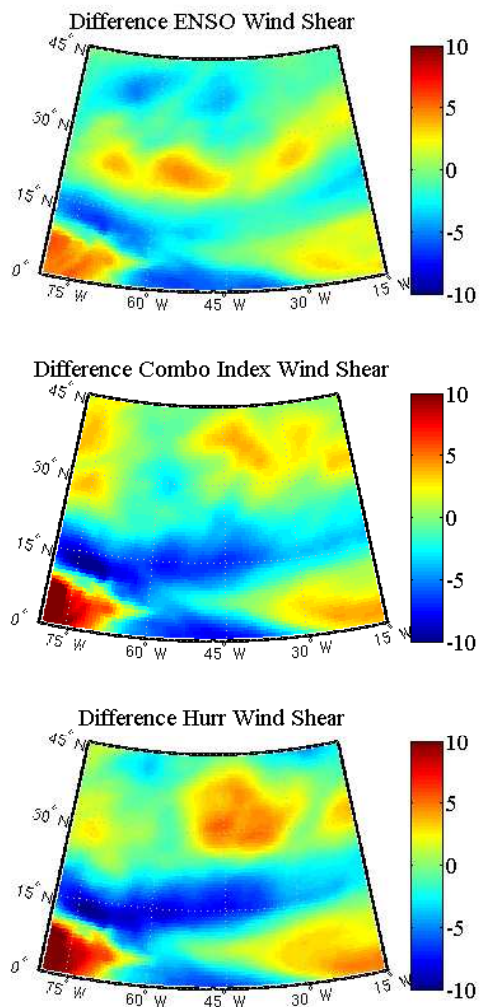 Difference ENSO Wind Shear
45° N
30° N
15° N
0°
75° W
60° W
45° W
30° W
15° W
10
5
0
-5
-10
Difference Combo Index Wind Shear
45° N
30° N
15° N
0°
75° W
60° W
45° W
30° W
15° W
10
5
0
-5
-10
Difference Hurr Wind Shear
45° N
30° N
15° N
0°
75° W
60° W
45° W
30° W
15° W
10
5
0
-5
-10